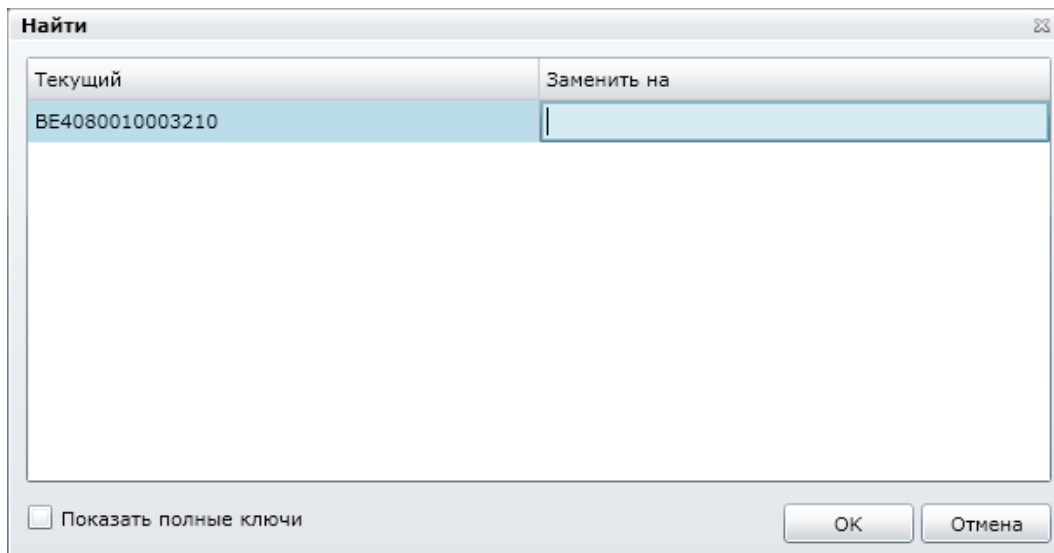 Найти
Текущий Заменить на
BE4080010003210
Показать полные ключи
OK Отмена